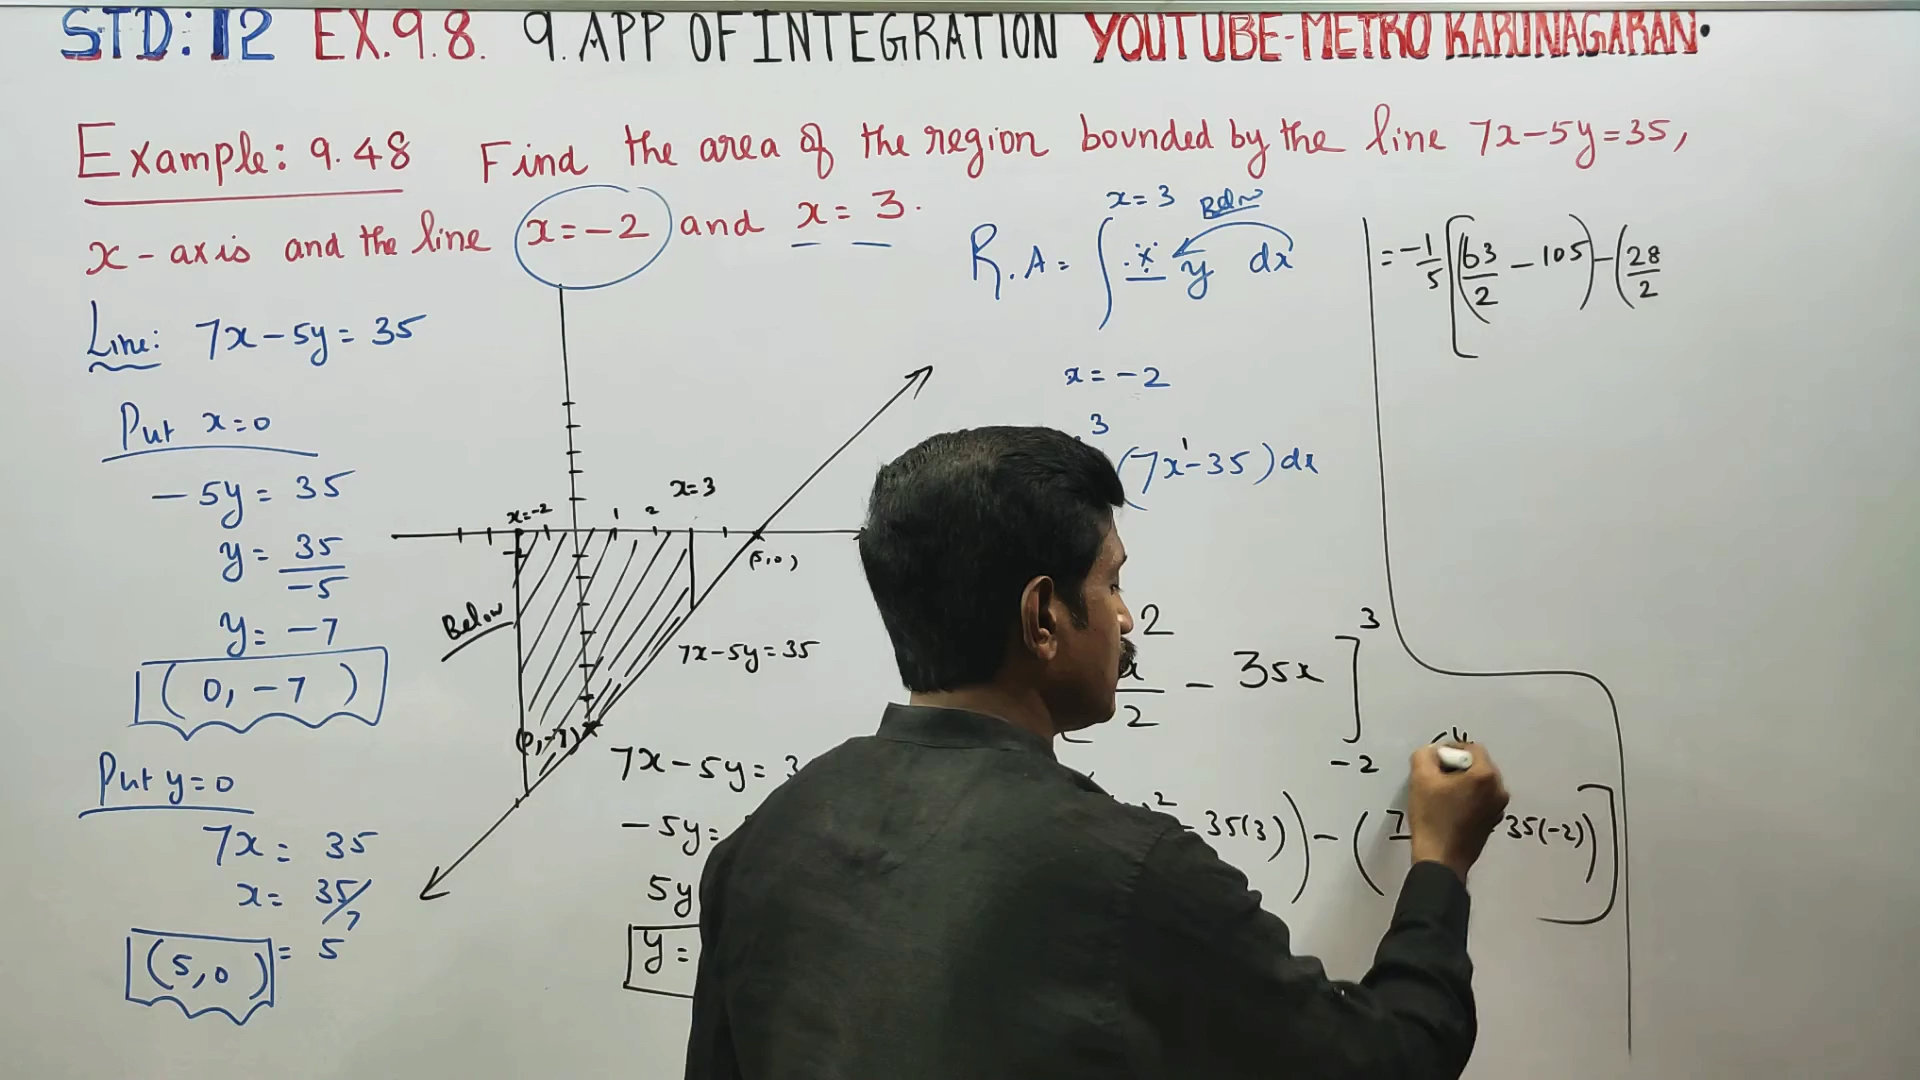 STD: 12 EX.9.8. 9. APP OF INTEGRATION YOUTUBE-METRO KARUNAGARAN.
Example: 9.48 Find the area of the region bounded by the line 7x-5y=35,
x-axis and the line x=-2 and x=3.
Line: 7x-5y=35
Put x=0
-5y=35
y=35/-5
y=-7
(0,-7)
Put y=0
7x=35
x=35/7
=5
(5,0)
x=-2
1
2
x=3
(5,0)
Below
7x-5y=35
(0,-7)
7x-5y=3
-5y=
5y
y=
x=3
Below
R.A= ∫ y dx
x=-2
3
(7x¹-35)dx
2
2
- 35x ]
3
-2
2
- 35(3)) - (7
35(-2))]
= -1/5 [(63/2 - 105) - (28/2